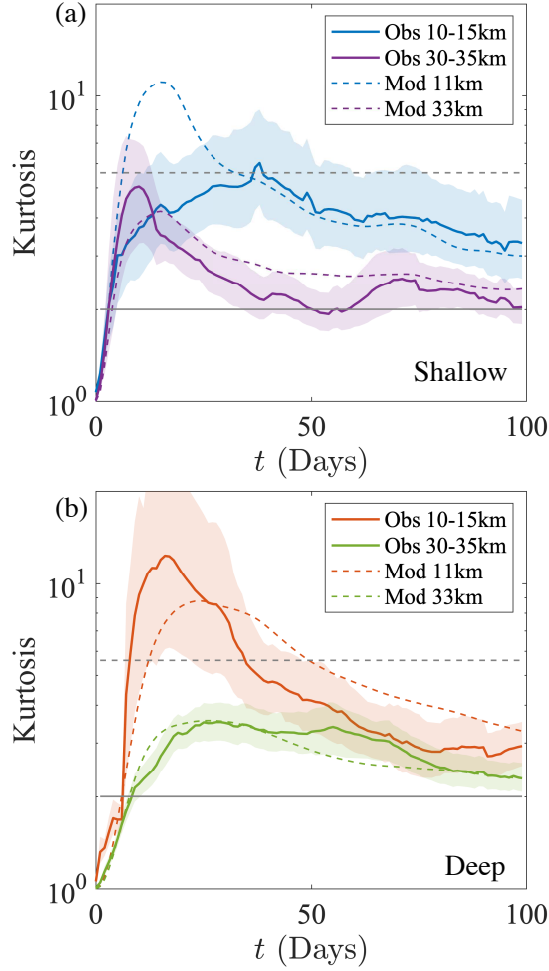 (a)
Obs 10-15km
Obs 30-35km
Mod 11km
Mod 33km
10^1
Kurtosis
Shallow
10^0
0
50
100
t (Days)
(b)
Obs 10-15km
Obs 30-35km
Mod 11km
Mod 33km
10^1
Kurtosis
Deep
10^0
0
50
100
t (Days)